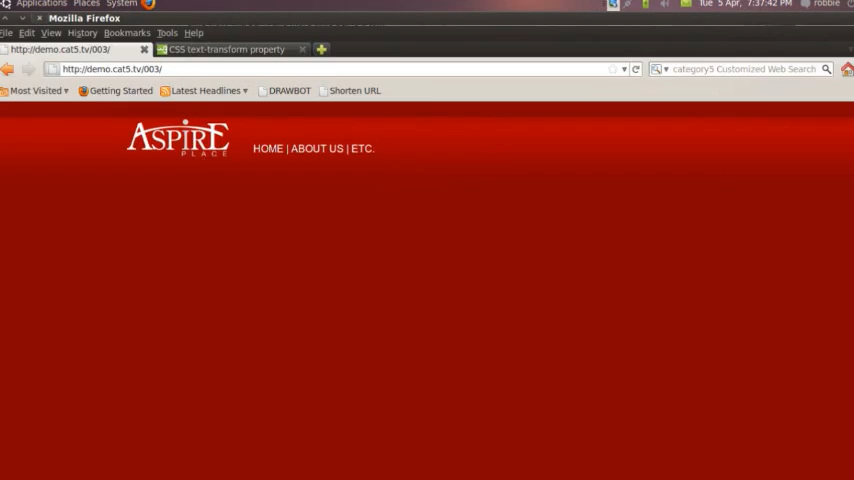 Applications Places System
Tue 5 Apr, 7:37:42 PM robbie
Mozilla Firefox
File Edit View History Bookmarks Tools Help
http://demo.cat5.tv/003/ CSS text-transform property
http://demo.cat5.tv/003/ category5 Customized Web Search
Most Visited Getting Started Latest Headlines DRAWBOT Shorten URL
ASPIRE
PLACE
HOME | ABOUT US | ETC.